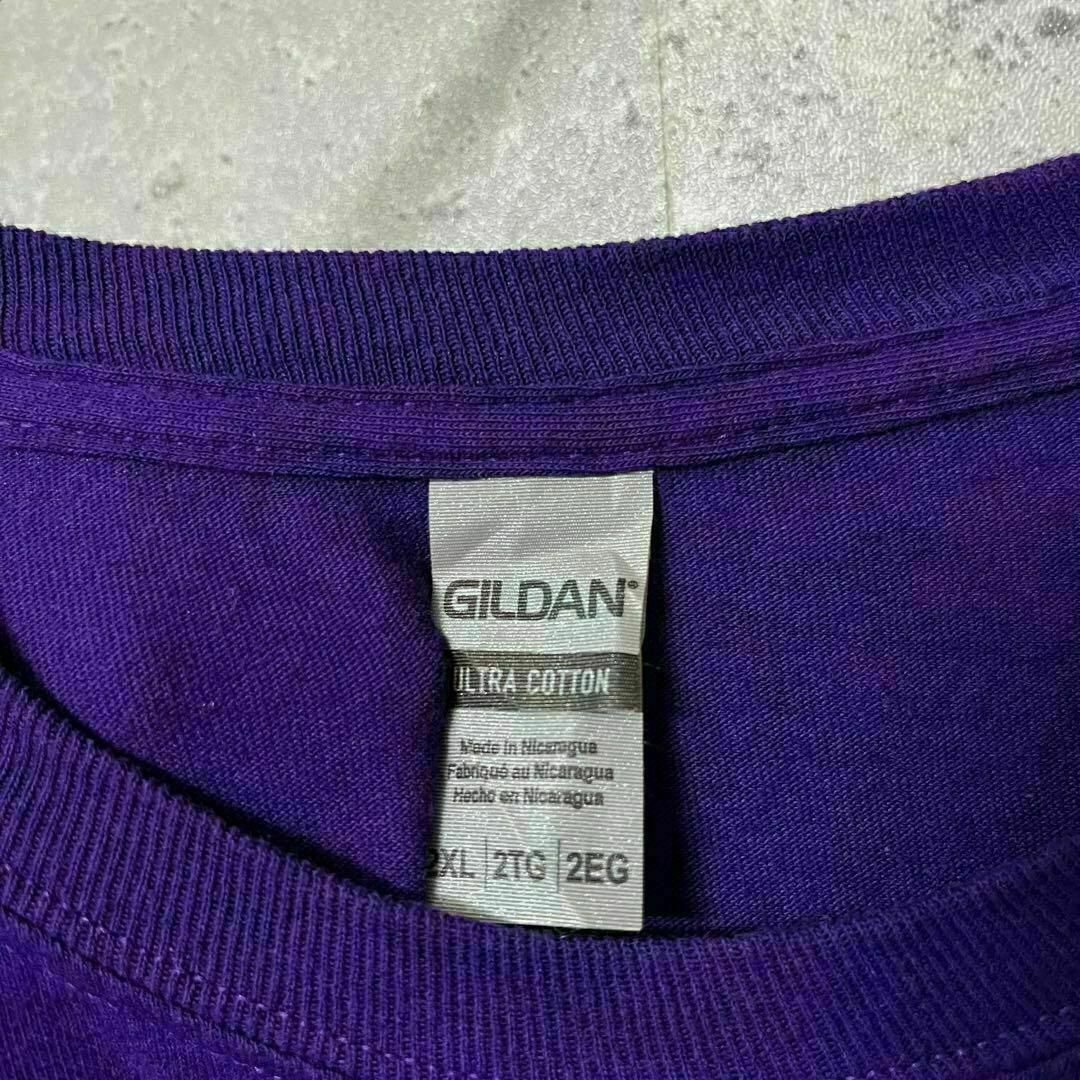 GILDAN®
ULTRA COTTON
Made in Nicaragua
Fabriqué au Nicaragua
Hecho en Nicaragua
2XL | 2TG | 2EG